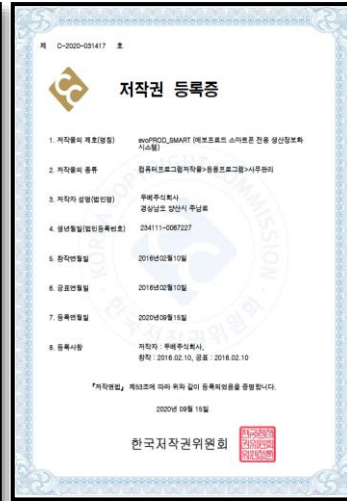 제 C-2020-031417 호
저작권 등록증
1. 저작물의 제호(명칭) evoPROD_SMART (에보프로드 스마트폰 전용 생산정보화
시스템)
2. 저작물의 종류 컴퓨터프로그램저작물>응용프로그램>사무관리
3. 저작자 성명(법인명) 두베주식회사
경상남도 양산시 주남로
4. 생년월일(법인등록번호) 234111-0067227
5. 창작연월일 2016년02월10일
6. 공표연월일 2016년02월10일
7. 등록연월일 2020년09월15일
8. 등록사항 저작자 : 두베주식회사,
창작 : 2016.02.10, 공표 : 2016.02.10
『저작권법』 제53조에 따라 위와 같이 등록되었음을 증명합니다.
2020년 09월 15일
한국저작권위원회